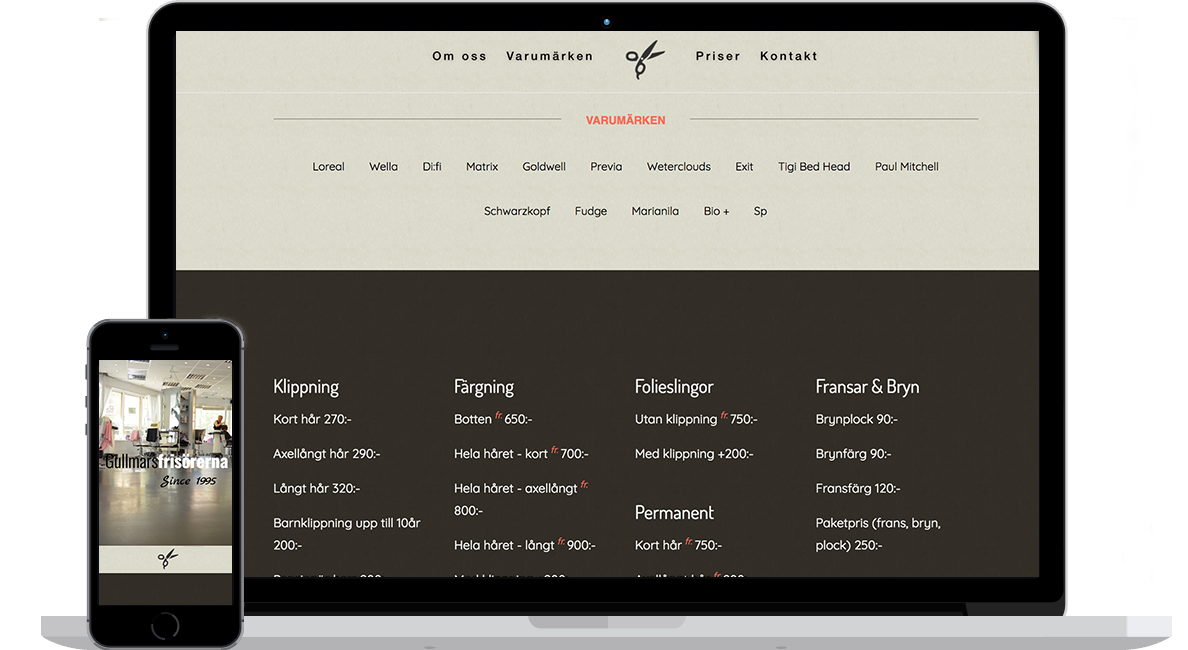 Om oss Varumärken Priser Kontakt
VARUMÄRKEN
Loreal Wella Di:fi Matrix Goldwell Previa Weterclouds Exit Tigi Bed Head Paul Mitchell
Schwarzkopf Fudge Marianila Bio + Sp
Klippning
Kort hår 270:-
Axellångt hår 290:-
Långt hår 320:-
Barnklippning upp till 10år
200:-
Färgning
Botten fr. 650:-
Hela håret - kort fr. 700:-
Hela håret - axellångt fr.
800:-
Hela håret - långt fr. 900:-
Folieslingor
Utan klippning fr. 750:-
Med klippning +200:-
Permanent
Kort hår fr. 750:-
Fransar & Bryn
Brynplock 90:-
Brynfärg 90:-
Fransfärg 120:-
Paketpris (frans, bryn,
plock) 250:-
Gullmarsfrisörerna
Since 1995